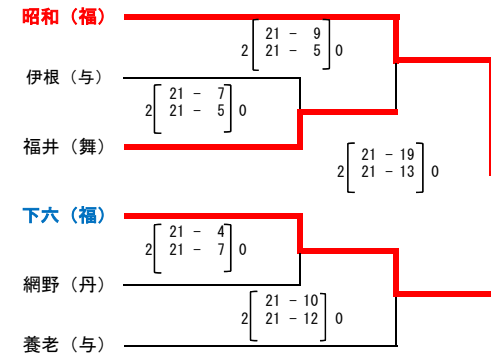 昭和（福）
21 － 9
2 21 － 5 0
伊根（与）
21 － 7
2 21 － 5 0
福井（舞）
21 － 19
2 21 － 13 0
下六（福）
21 － 4
2 21 － 7 0
網野（丹）
21 － 10
2 21 － 12 0
養老（与）